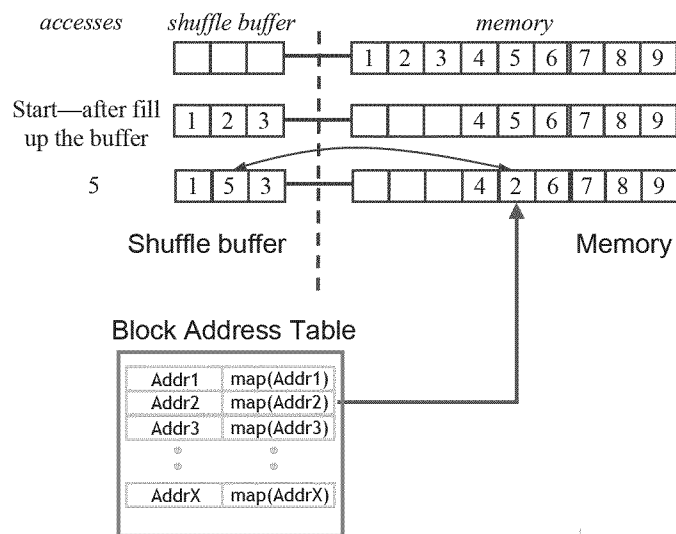 accesses shuffle buffer memory
1 2 3 4 5 6 7 8 9
Start—after fill
up the buffer
1 2 3 4 5 6 7 8 9
5 1 5 3 4 2 6 7 8 9
Shuffle buffer Memory
Block Address Table
Addr1 map(Addr1)
Addr2 map(Addr2)
Addr3 map(Addr3)
AddrX map(AddrX)